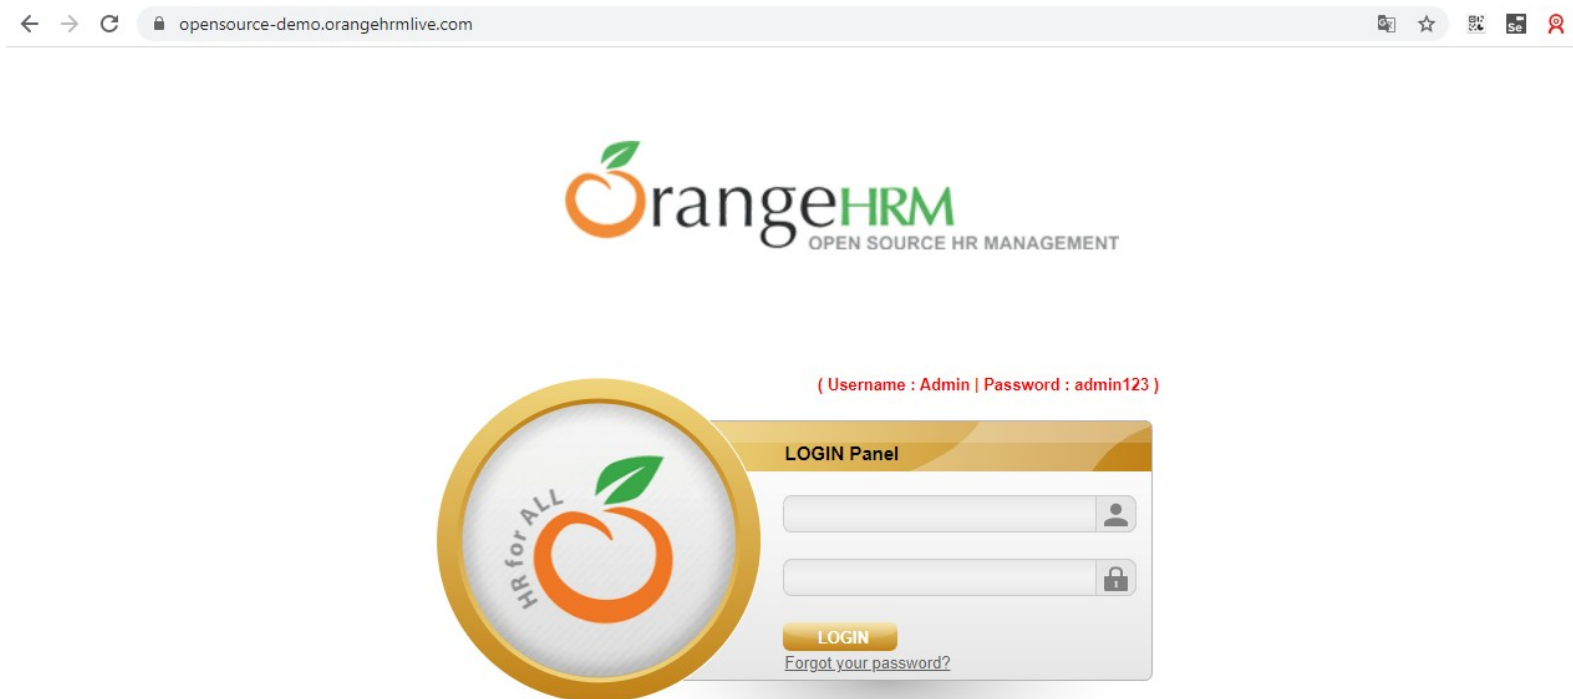 opensource-demo.orangehrmlive.com
OrangeHRM
OPEN SOURCE HR MANAGEMENT
( Username : Admin | Password : admin123 )
LOGIN Panel
HR for ALL
LOGIN
Forgot your password?
Se